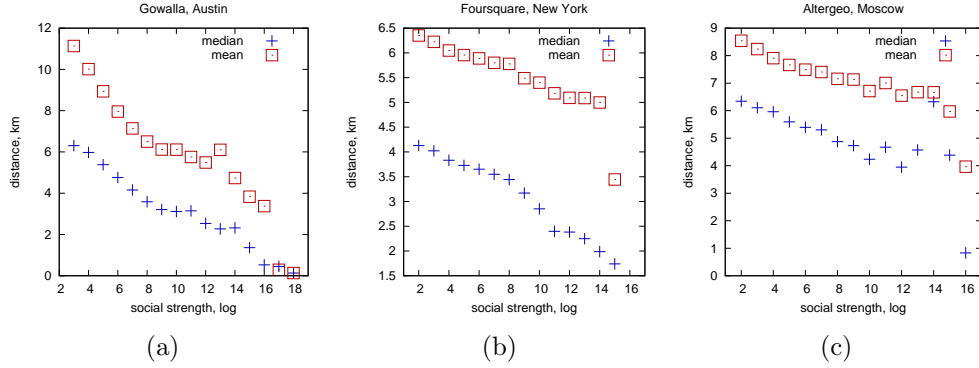 Gowalla, Austin
median
mean
distance, km
12
10
8
6
4
2
0
2 4 6 8 10 12 14 16 18
social strength, log
(a)
Foursquare, New York
median
mean
distance, km
6.5
6
5.5
5
4.5
4
3.5
3
2.5
2
1.5
2 4 6 8 10 12 14 16
social strength, log
(b)
Altergeo, Moscow
median
mean
distance, km
9
8
7
6
5
4
3
2
1
0
2 4 6 8 10 12 14 16
social strength, log
(c)